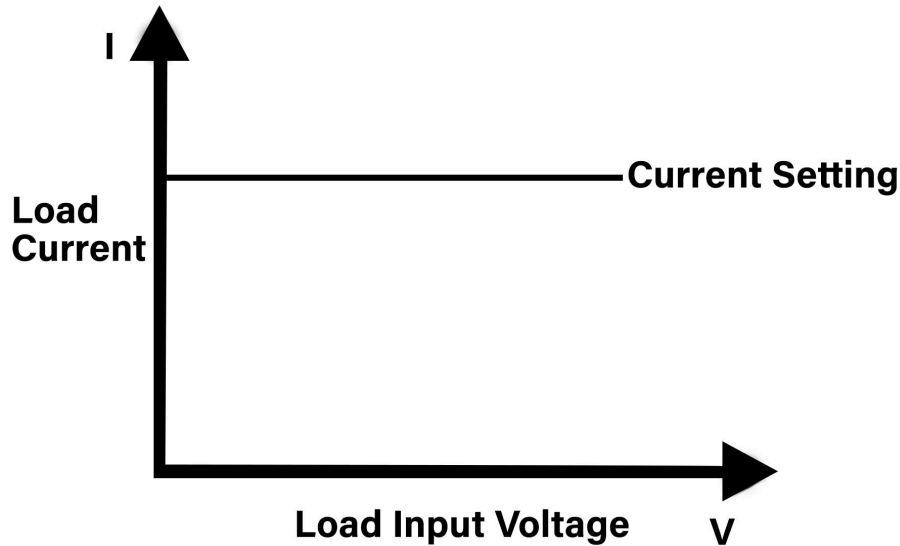 I
Current Setting
Load
Current
Load Input Voltage
V